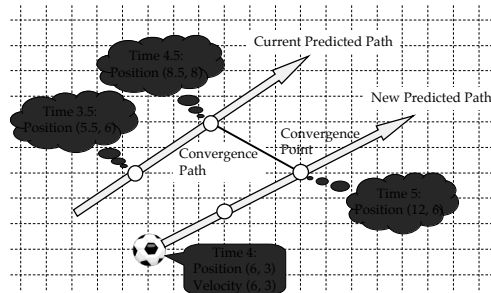 Current Predicted Path
Time 4.5:
Position (8.5, 8)
New Predicted Path
Time 3.5:
Position (5.5, 6)
Convergence
Point
Convergence
Path
Time 5:
Position (12, 6)
Time 4:
Position (6, 3)
Velocity (6, 3)